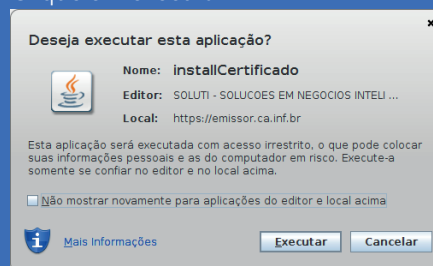 Deseja executar esta aplicação?
Nome: installCertificado
Editor: SOLUTI - SOLUCOES EM NEGOCIOS INTELI ...
Local: https://emissor.ca.inf.br
Esta aplicação será executada com acesso irrestrito, o que pode colocar
suas informações pessoais e as do computador em risco. Execute-a
somente se confiar no editor e no local acima.
Não mostrar novamente para aplicações do editor e local acima
Mais Informações Executar Cancelar